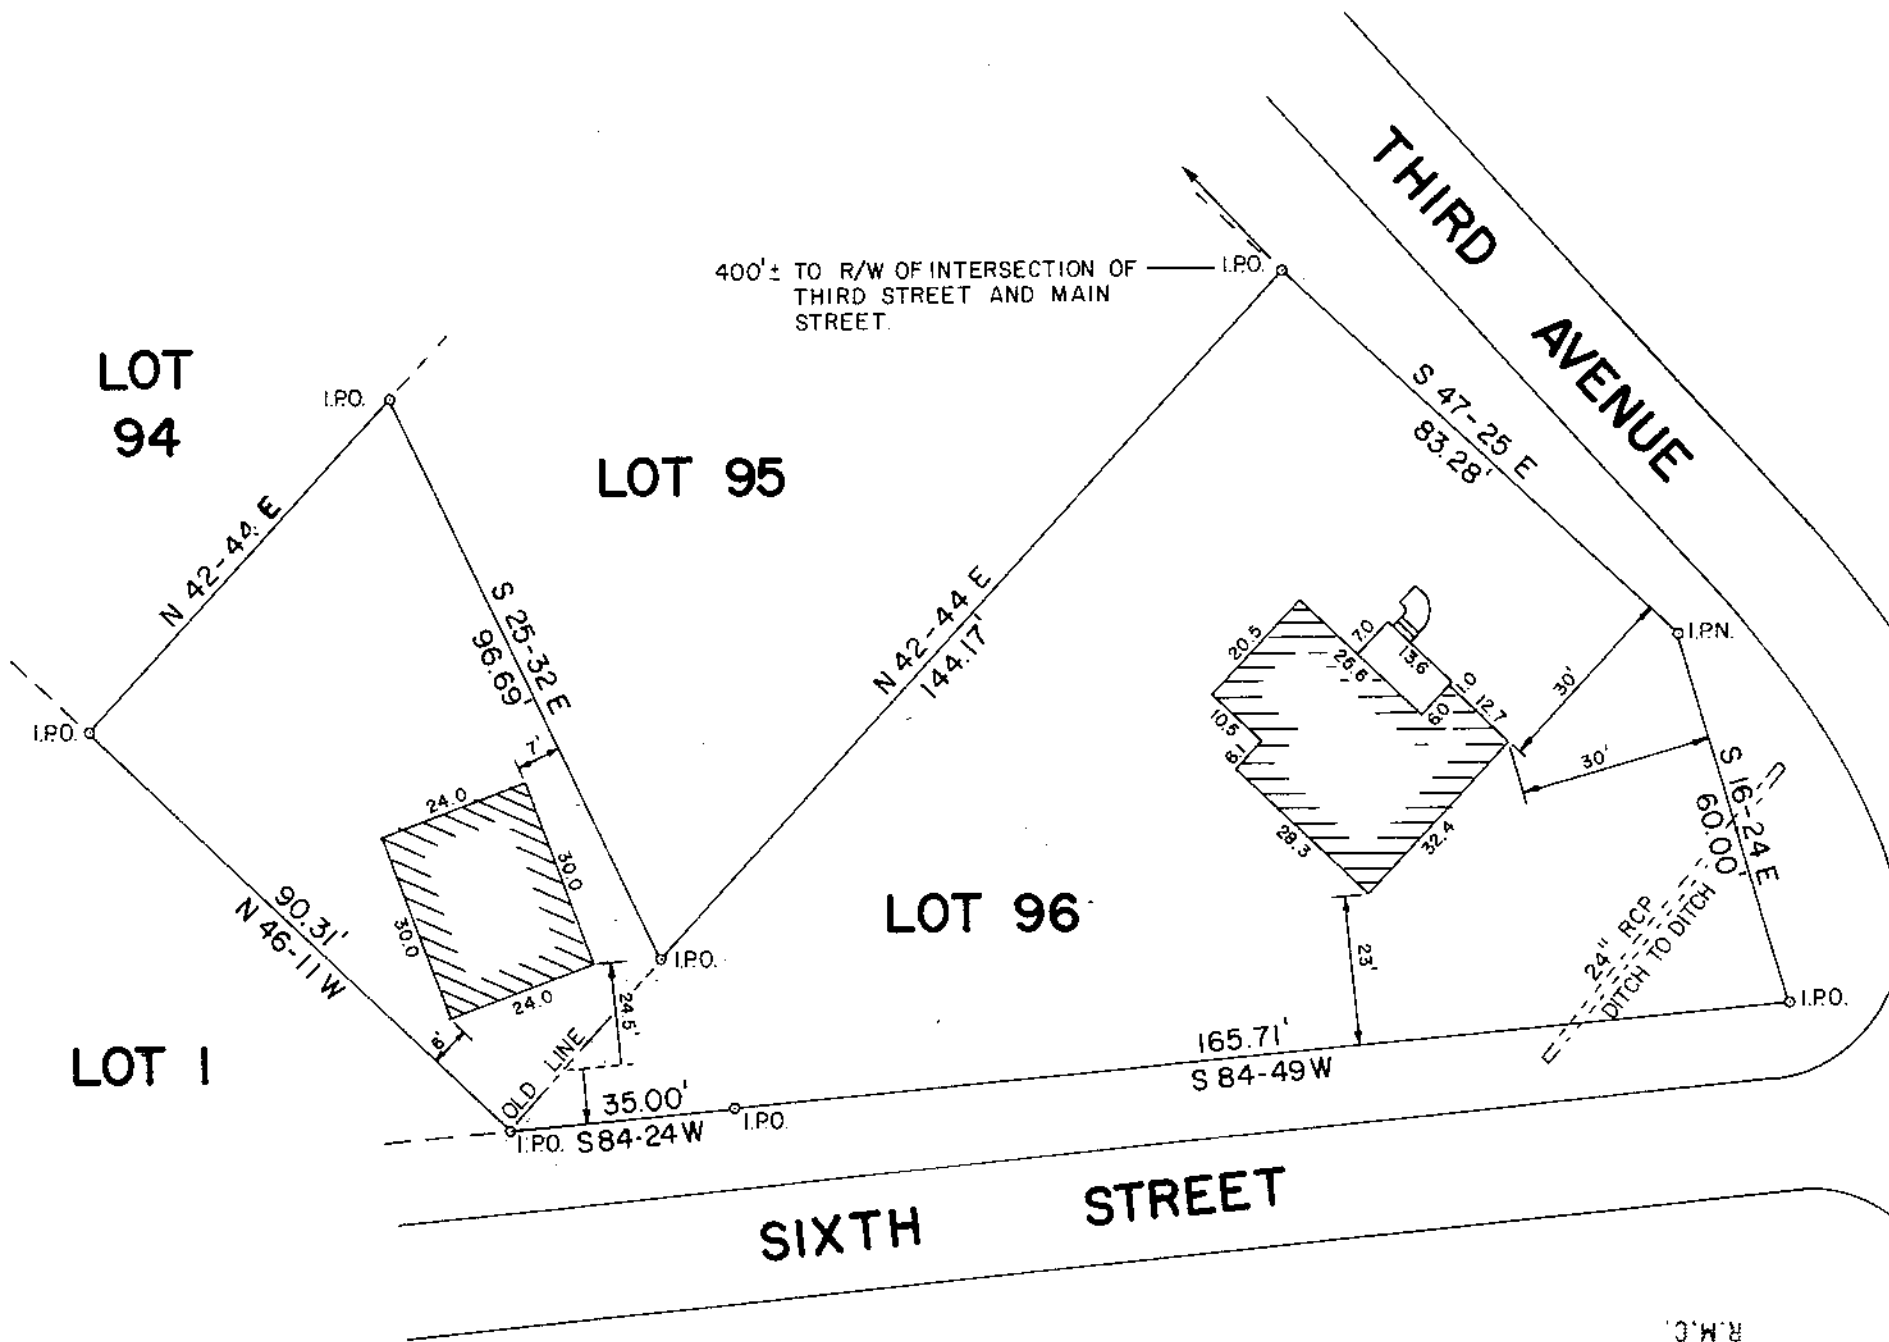 THIRD
AVENUE
400'± TO R/W OF INTERSECTION OF
THIRD STREET AND MAIN
STREET.
I.P.O.
LOT
94
I.P.O.
LOT 95
S 47-25 E
83.28'
N 42-44 E
S 25-32 E
96.69'
N 42-44 E
144.17'
I.P.N.
20.5
7.0
25.6
13.6
1.0
12.7
6.0
10.5
6.1
28.3
32.4
30'
30'
I.P.O.
7'
24.0
30.0
30.0
24.0
90.31'
N 46-11 W
LOT 96
I.P.O.
S 16-24 E
60.00'
24" RCP
DITCH TO DITCH
23'
24.5'
I.P.O.
LOT 1
OLD LINE
165.71'
S 84-49 W
35.00'
S 84-24 W
I.P.O.
I.P.O.
SIXTH STREET
R.M.C.